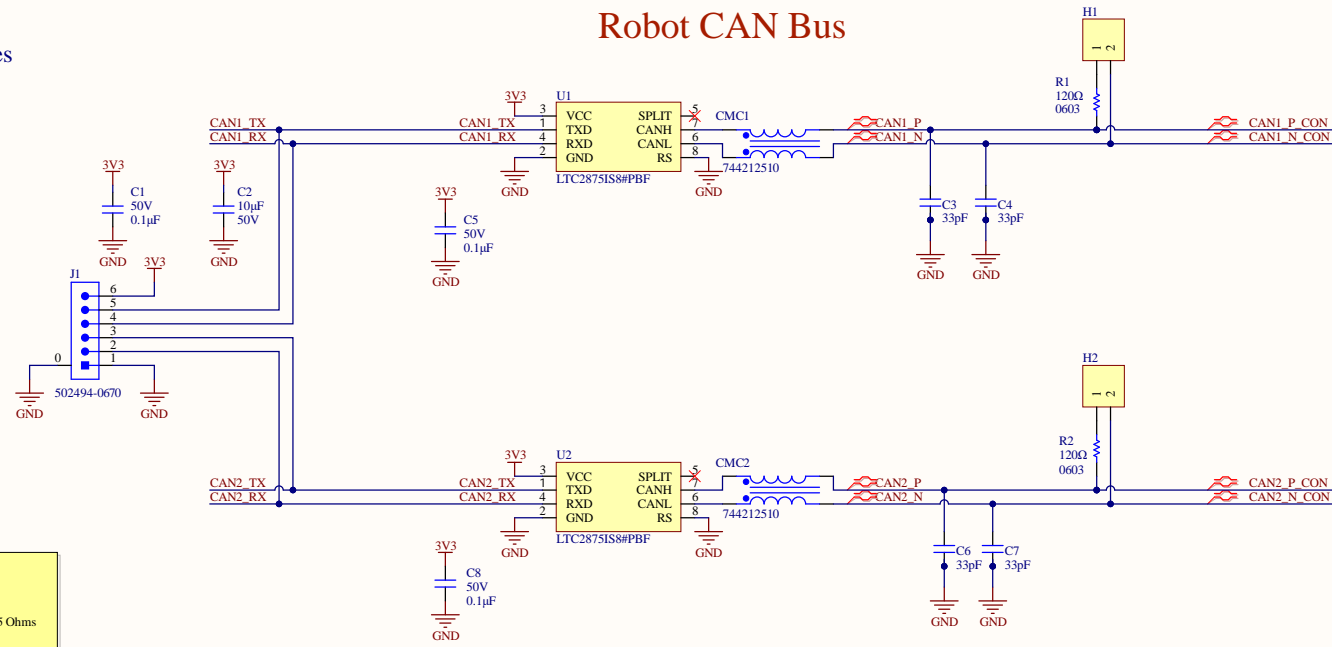 Robot CAN Bus
es
H1
1
2
R1
120Ω
0603
3V3
U1
3
VCC
SPLIT
5
CAN1_TX
CAN1_TX
1
TXD
CANH
7
CMC1
CAN1_P
CAN1_P_CON
CAN1_RX
CAN1_RX
4
RXD
CANL
6
CAN1_N
CAN1_N_CON
2
GND
RS
8
LTC2875IS8#PBF
744212510
GND
GND
3V3
C1
50V
0.1µF
GND
3V3
C2
10µF
50V
GND
3V3
C5
50V
0.1µF
GND
C3
33pF
GND
C4
33pF
GND
J1
3V3
6
5
4
3
2
1
0
502494-0670
GND
GND
H2
1
2
R2
120Ω
0603
3V3
U2
3
VCC
SPLIT
5
CAN2_TX
CAN2_TX
1
TXD
CANH
7
CMC2
CAN2_P
CAN2_P_CON
CAN2_RX
CAN2_RX
4
RXD
CANL
6
CAN2_N
CAN2_N_CON
2
GND
RS
8
LTC2875IS8#PBF
744212510
GND
GND
3V3
C8
50V
0.1µF
GND
C6
33pF
GND
C7
33pF
GND
5 Ohms